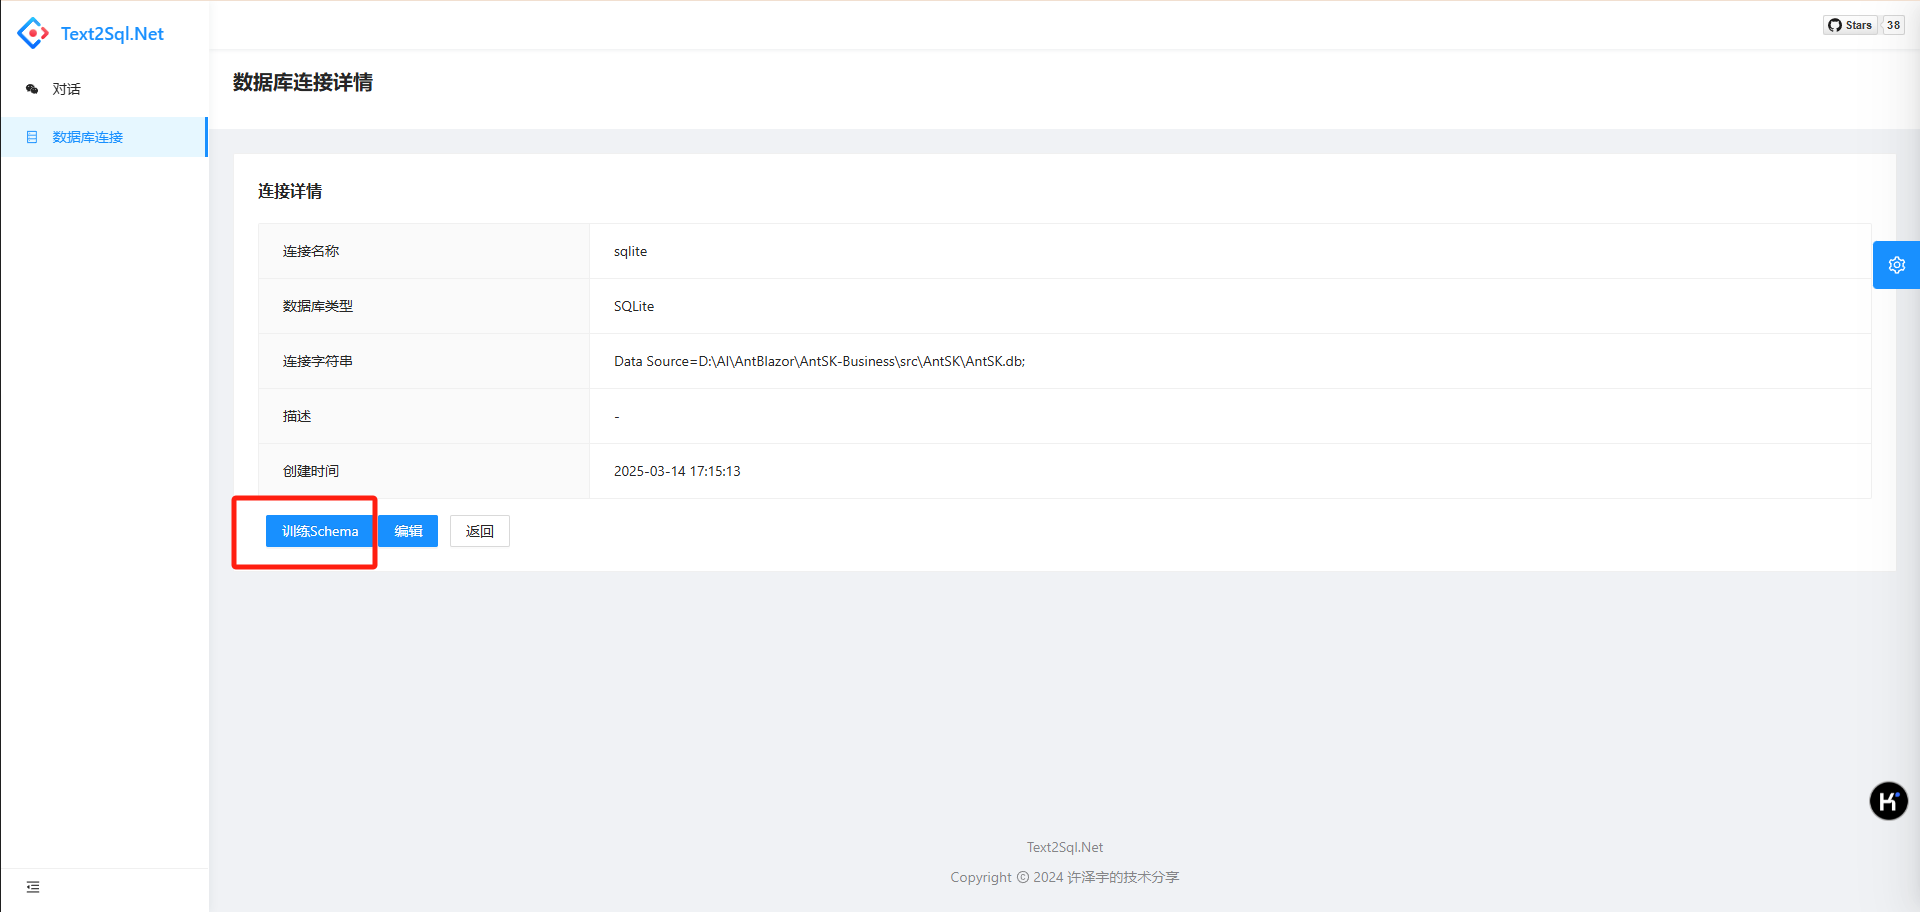 Text2Sql.Net
Stars 38
对话
数据库连接
数据库连接详情
连接详情
连接名称 sqlite
数据库类型 SQLite
连接字符串 Data Source=D:\AI\AntBlazor\AntSK-Business\src\AntSK\AntSK.db;
描述 -
创建时间 2025-03-14 17:15:13
训练Schema 编辑 返回
K
Text2Sql.Net
Copyright © 2024 许泽宇的技术分享